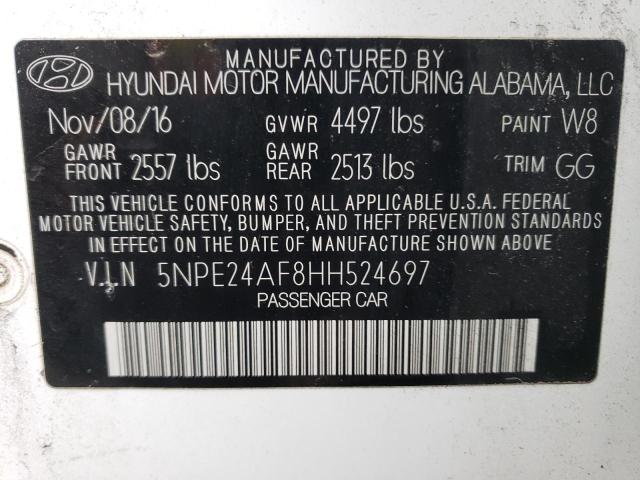 MANUFACTURED BY
HYUNDAI MOTOR MANUFACTURING ALABAMA, LLC
Nov/08/16 GVWR 4497 lbs PAINT W8
GAWR FRONT 2557 lbs GAWR REAR 2513 lbs TRIM GG
THIS VEHICLE CONFORMS TO ALL APPLICABLE U.S.A. FEDERAL
MOTOR VEHICLE SAFETY, BUMPER, AND THEFT PREVENTION STANDARDS
IN EFFECT ON THE DATE OF MANUFACTURE SHOWN ABOVE
V.I.N 5NPE24AF8HH524697
PASSENGER CAR